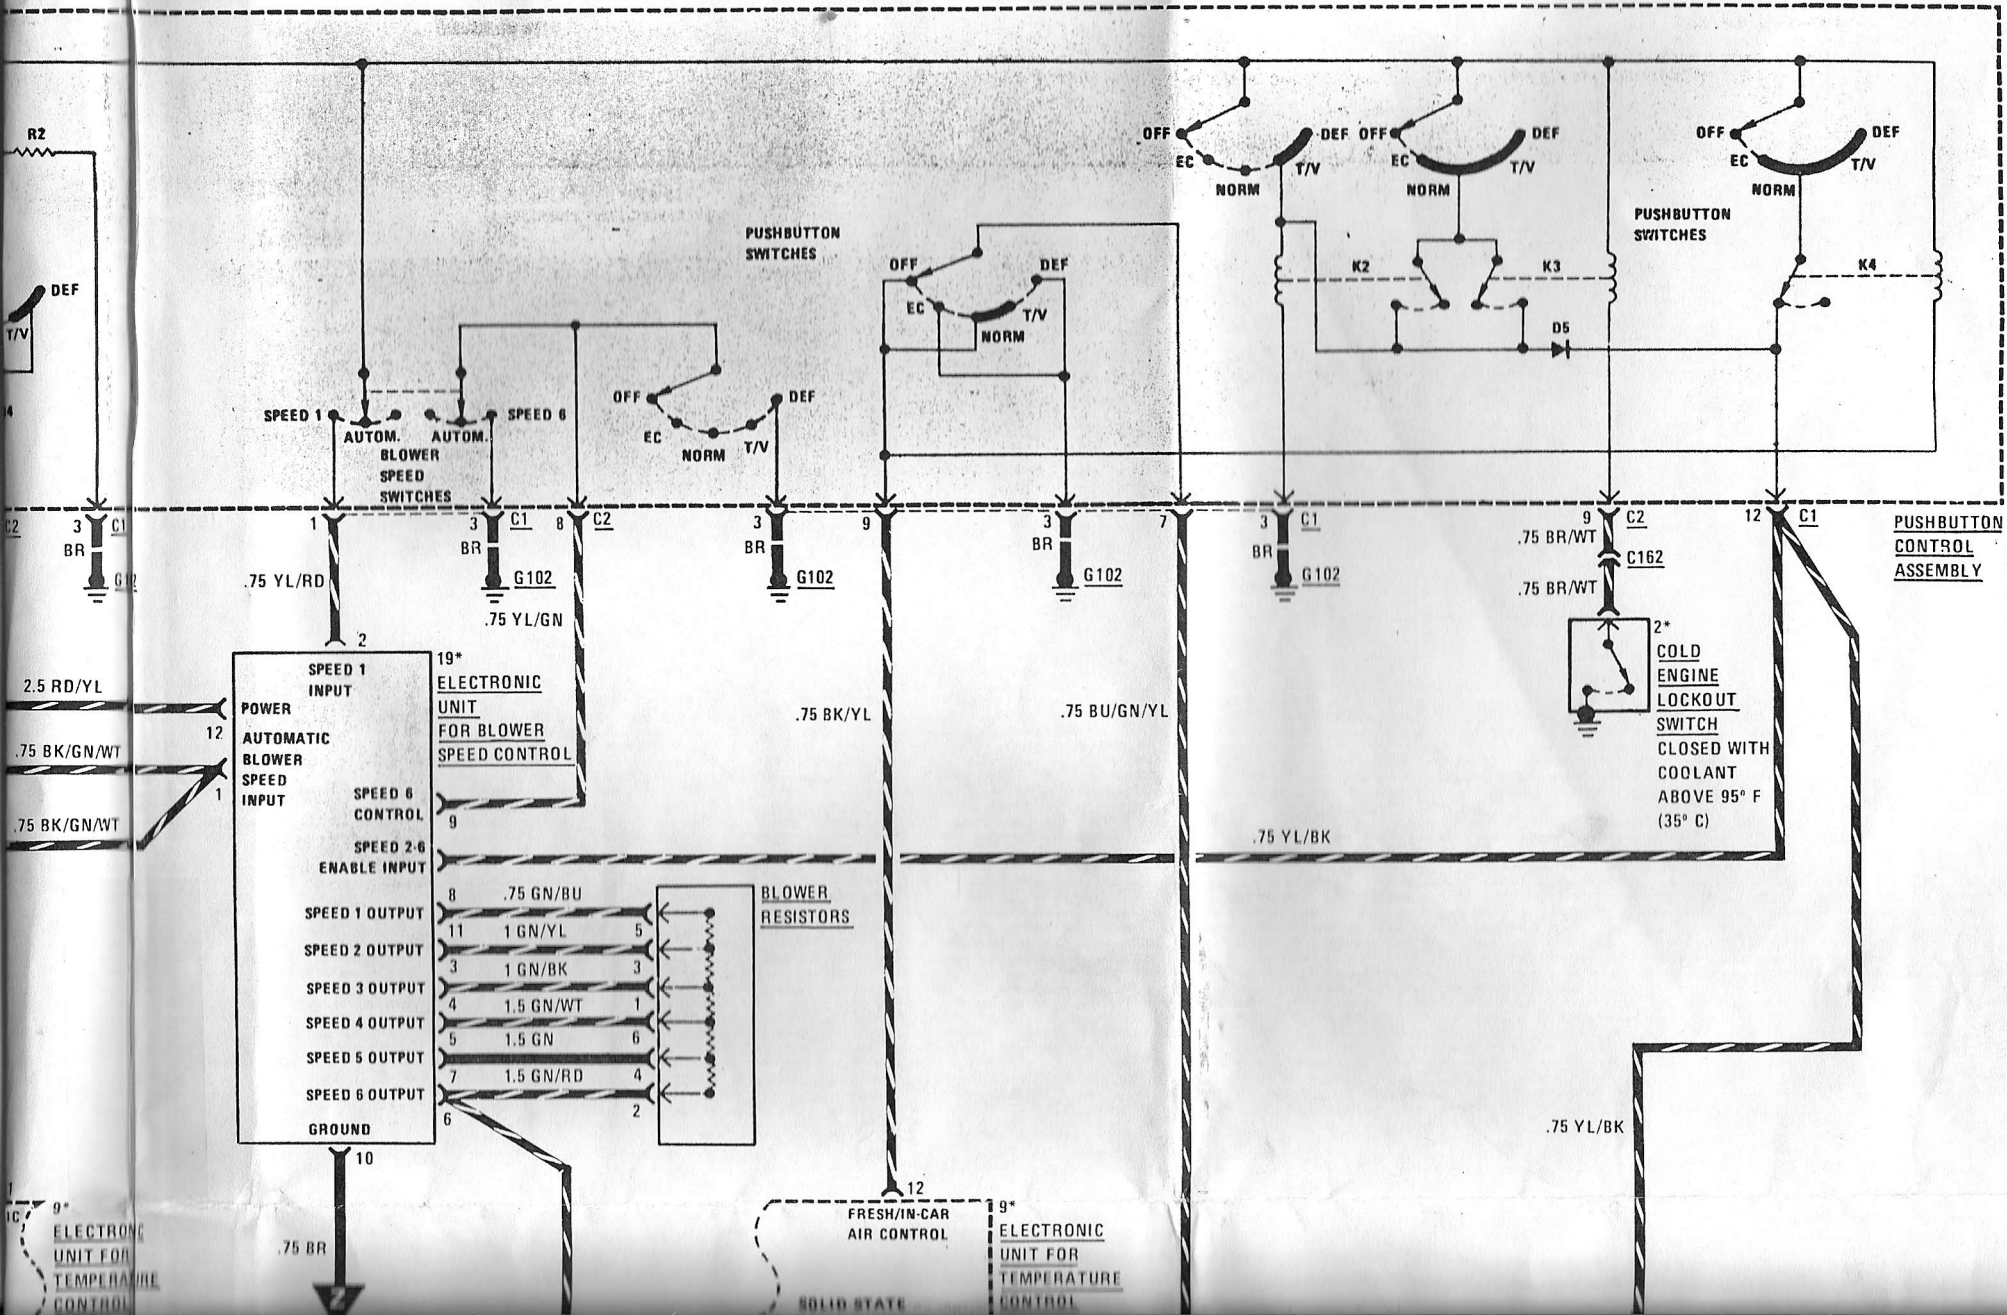 R2
DEF
T/V
OFF
DEF
EC
T/V
NORM
OFF
DEF
EC
T/V
NORM
OFF
DEF
EC
T/V
NORM
PUSHBUTTON
SWITCHES
PUSHBUTTON
SWITCHES
OFF
DEF
EC
T/V
NORM
K2
K3
K4
D5
OFF
DEF
EC
T/V
NORM
SPEED 1
SPEED 6
AUTOM.
AUTOM.
BLOWER
SPEED
SWITCHES
C2
3
C1
1
3
C1
8
C2
3
9
3
7
3
C1
9
C2
12
C1
BR
BR
BR
BR
BR
G102
G102
G102
G102
PUSHBUTTON
CONTROL
ASSEMBLY
.75 BR/WT
C162
.75 BR/WT
.75 YL/RD
.75 YL/GN
2
2*
COLD
ENGINE
LOCKOUT
SWITCH
CLOSED WITH
COOLANT
ABOVE 95° F
(35° C)
19*
ELECTRONIC
UNIT
FOR BLOWER
SPEED CONTROL
SPEED 1
INPUT
2.5 RD/YL
POWER
12
AUTOMATIC
BLOWER
SPEED
INPUT
.75 BK/GN/WT
1
.75 BK/GN/WT
SPEED 6
CONTROL
9
SPEED 2-6
ENABLE INPUT
8
.75 BK/YL
.75 BU/GN/YL
.75 YL/BK
BLOWER
RESISTORS
.75 GN/BU
SPEED 1 OUTPUT
11
1 GN/YL
5
SPEED 2 OUTPUT
3
1 GN/BK
3
SPEED 3 OUTPUT
4
1.5 GN/WT
1
SPEED 4 OUTPUT
5
1.5 GN
6
SPEED 5 OUTPUT
7
1.5 GN/RD
4
SPEED 6 OUTPUT
6
2
GROUND
10
.75 YL/BK
12
9*
ELECTRONIC
UNIT FOR
TEMPERATURE
CONTROL
.75 BR
Z
FRESH/IN-CAR
AIR CONTROL
SOLID STATE
9*
ELECTRONIC
UNIT FOR
TEMPERATURE
CONTROL